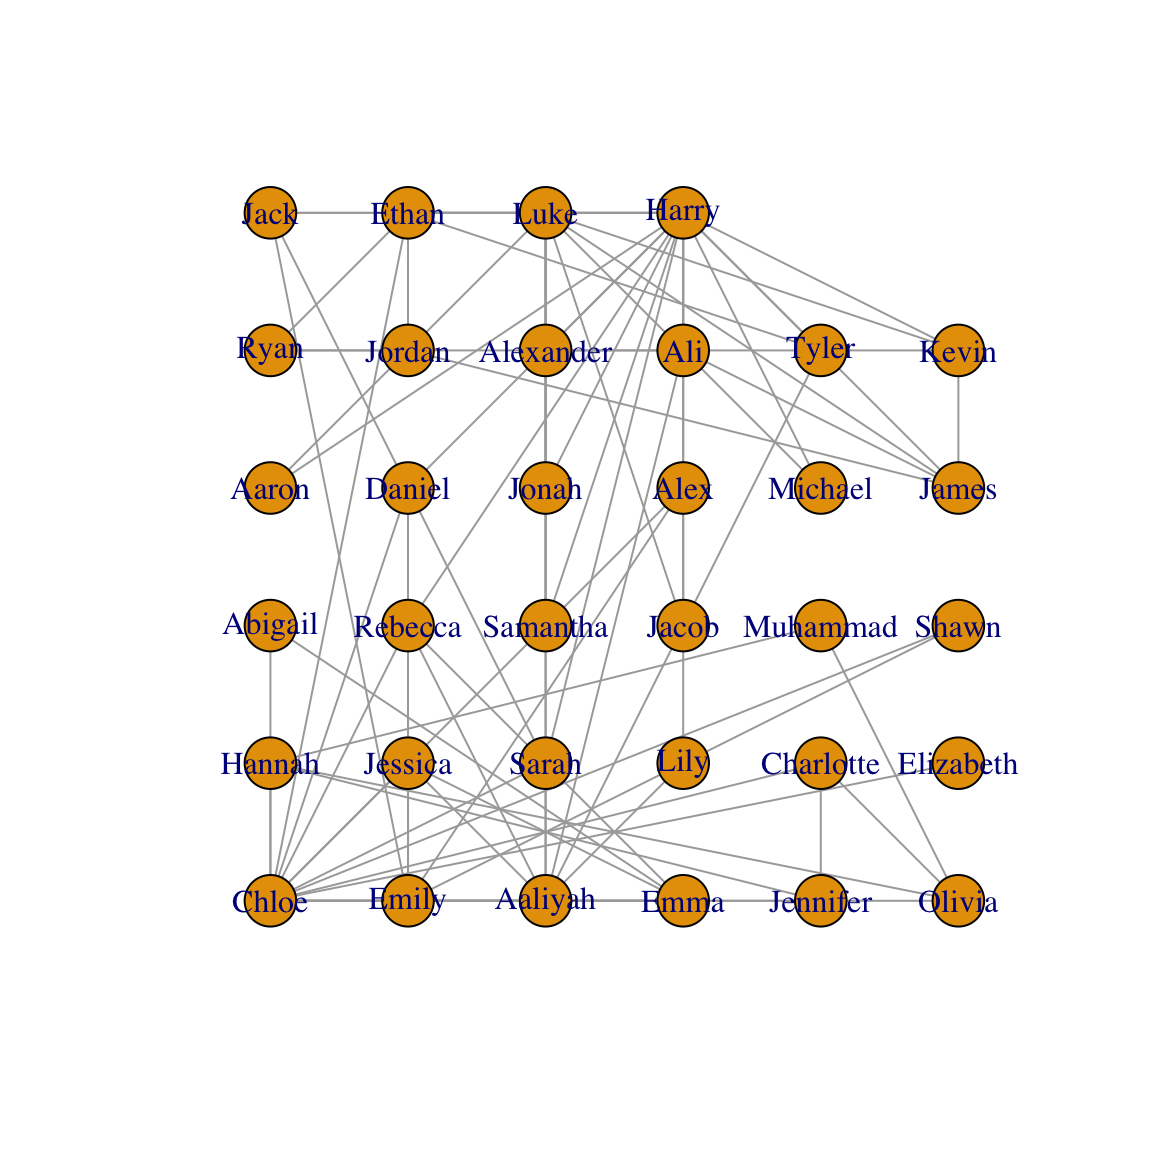 Jack Ethan Luke Harry
Ryan Jordan Alexander Ali Tyler Kevin
Aaron Daniel Jonah Alex Michael James
Abigail Rebecca Samantha Jacob Muhammad Shawn
Hannah Jessica Sarah Lily Charlotte Elizabeth
Chloe Emily Aaliyah Emma Jennifer Olivia